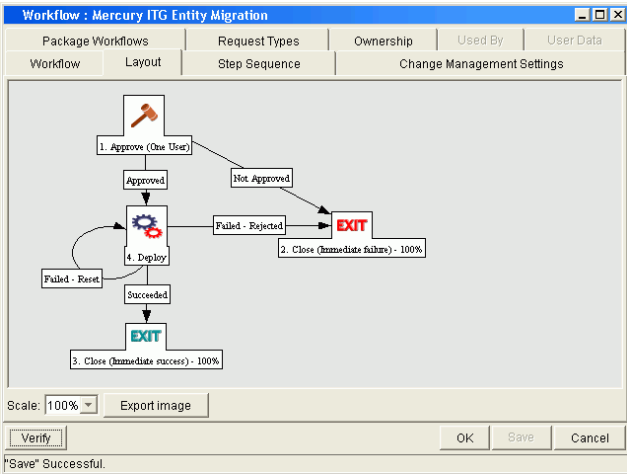 Workflow : Mercury ITG Entity Migration
Package Workflows Request Types Ownership Used By User Data
Workflow Layout Step Sequence Change Management Settings
1. Approve (One User)
Approved
Not Approved
Failed - Rejected
EXIT
2. Close (Immediate failure) - 100%
4. Deploy
Failed - Reset
Succeeded
EXIT
3. Close (Immediate success) - 100%
Scale: 100% Export image
Verify OK Save Cancel
"Save" Successful.